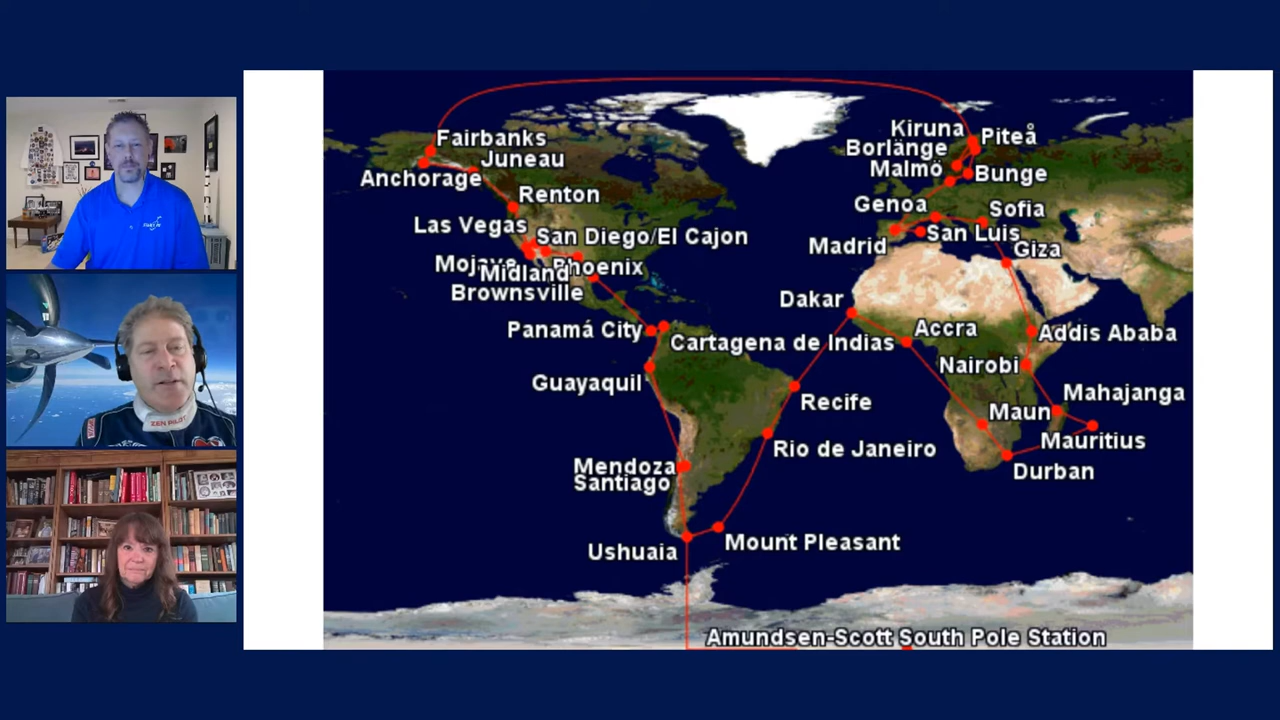 Fairbanks
Juneau
Anchorage
Renton
Las Vegas
San Diego/El Cajon
Mojave
Midland
Phoenix
Brownsville
Panamá City
Cartagena de Indias
Guayaquil
Mendoza
Santiago
Ushuaia
Mount Pleasant
Rio de Janeiro
Recife
Dakar
Accra
Kiruna
Piteå
Borlänge
Malmö
Bunge
Genoa
Sofia
Madrid
San Luis
Giza
Addis Ababa
Nairobi
Mahajanga
Maun
Mauritius
Durban
Amundsen-Scott South Pole Station
ZEN PILOT